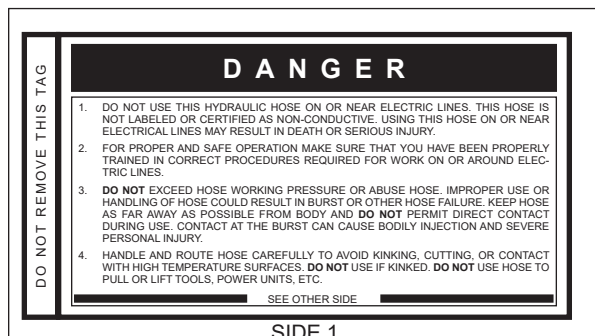 DO NOT REMOVE THIS TAG
DANGER
1. DO NOT USE THIS HYDRAULIC HOSE ON OR NEAR ELECTRIC LINES. THIS HOSE IS
NOT LABELED OR CERTIFIED AS NON-CONDUCTIVE. USING THIS HOSE ON OR NEAR
ELECTRICAL LINES MAY RESULT IN DEATH OR SERIOUS INJURY.
2. FOR PROPER AND SAFE OPERATION MAKE SURE THAT YOU HAVE BEEN PROPERLY
TRAINED IN CORRECT PROCEDURES REQUIRED FOR WORK ON OR AROUND ELEC-
TRIC LINES.
3. DO NOT EXCEED HOSE WORKING PRESSURE OR ABUSE HOSE. IMPROPER USE OR
HANDLING OF HOSE COULD RESULT IN BURST OR OTHER HOSE FAILURE. KEEP HOSE
AS FAR AWAY AS POSSIBLE FROM BODY AND DO NOT PERMIT DIRECT CONTACT
DURING USE. CONTACT AT THE BURST CAN CAUSE BODILY INJECTION AND SEVERE
PERSONAL INJURY.
4. HANDLE AND ROUTE HOSE CAREFULLY TO AVOID KINKING, CUTTING, OR CONTACT
WITH HIGH TEMPERATURE SURFACES. DO NOT USE IF KINKED. DO NOT USE HOSE TO
PULL OR LIFT TOOLS, POWER UNITS, ETC.
SEE OTHER SIDE
SIDE 1